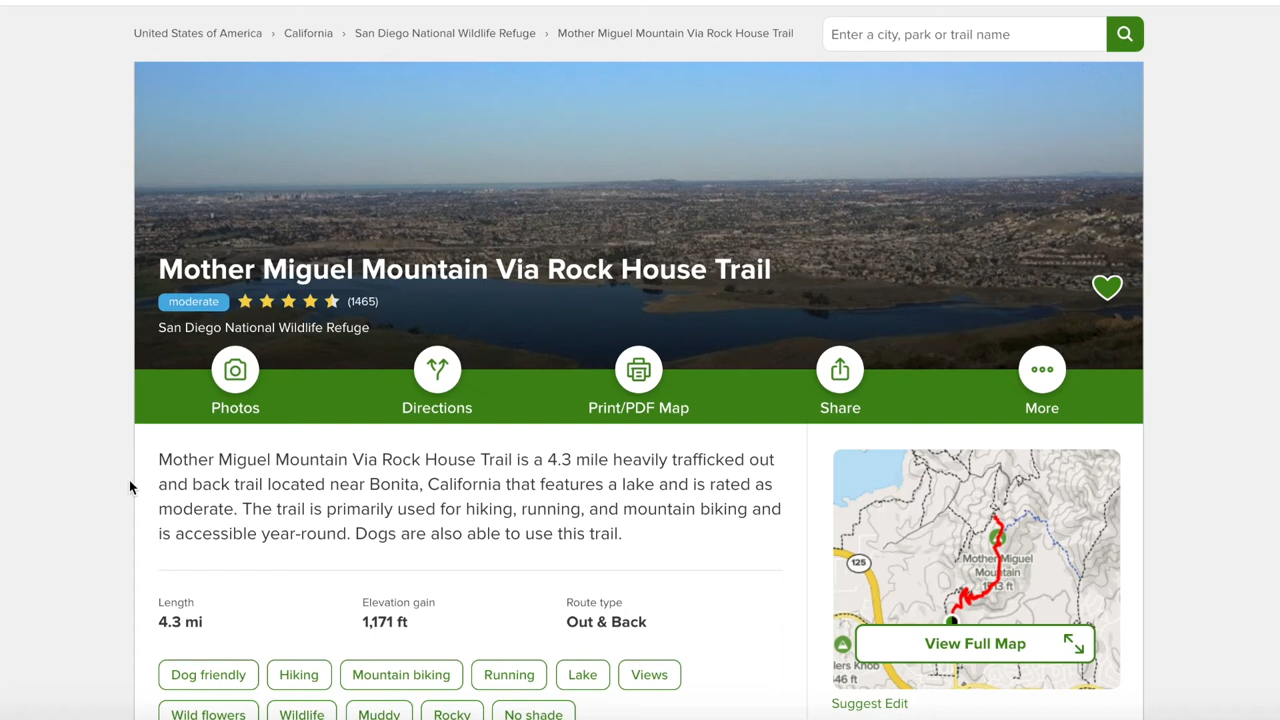 United States of America › California › San Diego National Wildlife Refuge › Mother Miguel Mountain Via Rock House Trail
Enter a city, park or trail name
Mother Miguel Mountain Via Rock House Trail
moderate (1465)
San Diego National Wildlife Refuge
Photos Directions Print/PDF Map Share More
Mother Miguel Mountain Via Rock House Trail is a 4.3 mile heavily trafficked out
and back trail located near Bonita, California that features a lake and is rated as
moderate. The trail is primarily used for hiking, running, and mountain biking and
is accessible year-round. Dogs are also able to use this trail.
Length Elevation gain Route type
4.3 mi 1,171 ft Out & Back
Dog friendly Hiking Mountain biking Running Lake Views
Wild flowers Wildlife Muddy Rocky No shade
125
Mother Miguel
Mountain
ft
View Full Map
Knob
46 ft
Suggest Edit